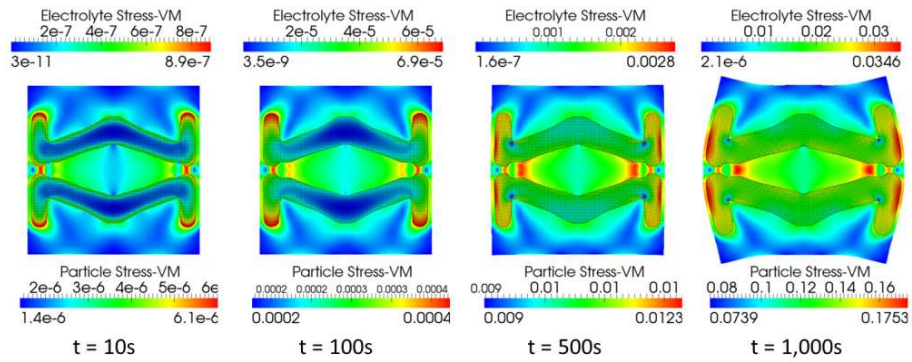 Electrolyte Stress-VM
2e-7 4e-7 6e-7 8e-7
3e-11 8.9e-7
Electrolyte Stress-VM
2e-5 4e-5 6e-5
3.5e-9 6.9e-5
Electrolyte Stress-VM
0.001 0.002
1.6e-7 0.0028
Electrolyte Stress-VM
0.01 0.02 0.03
2.1e-6 0.0346
Particle Stress-VM
2e-6 3e-6 4e-6 5e-6 6e
1.4e-6 6.1e-6
t = 10s
Particle Stress-VM
0.0002 0.0002 0.0003 0.0004 0.0004
0.0002 0.0004
t = 100s
Particle Stress-VM
0.009 0.01 0.01 0.01
0.009 0.0123
t = 500s
Particle Stress-VM
0.08 0.1 0.12 0.14 0.16
0.0739 0.1753
t = 1,000s